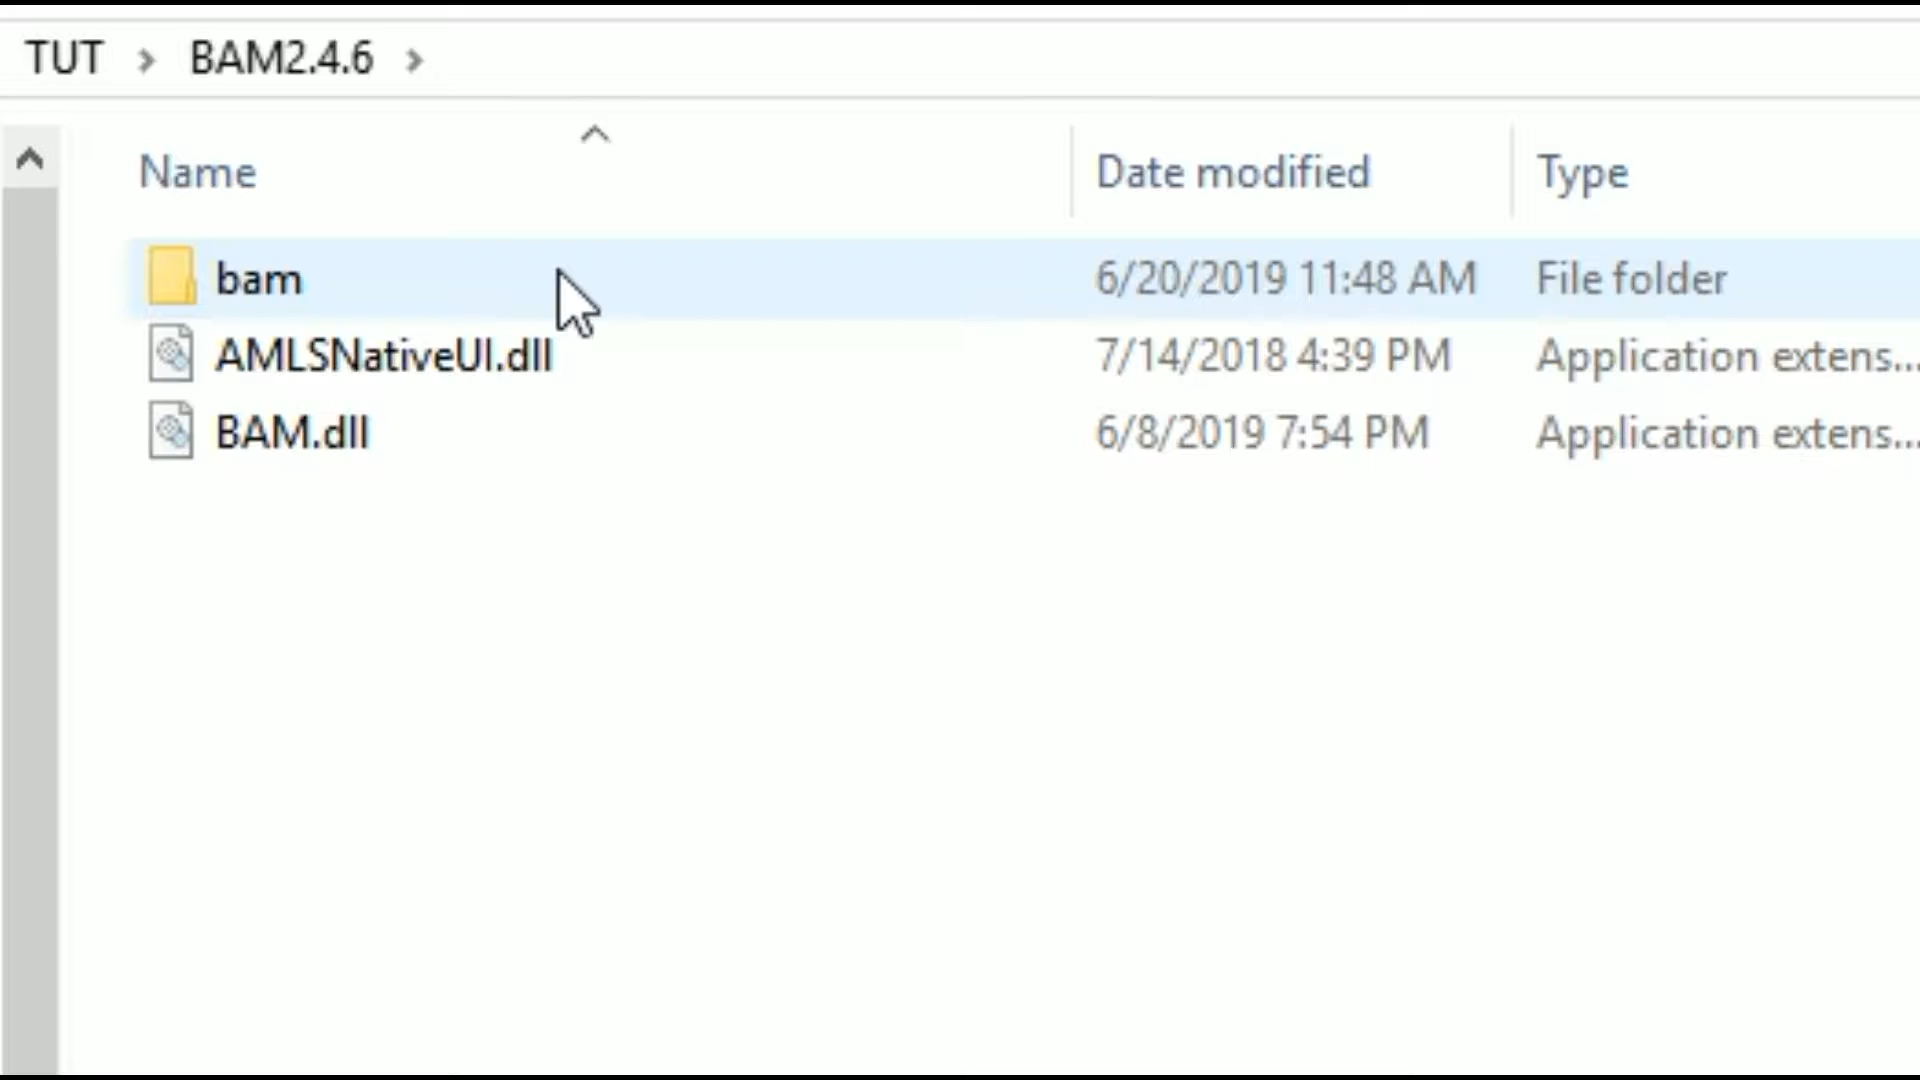 TUT > BAM2.4.6 >
Name Date modified Type
bam 6/20/2019 11:48 AM File folder
AMLSNativeUI.dll 7/14/2018 4:39 PM Application extens...
BAM.dll 6/8/2019 7:54 PM Application extens...